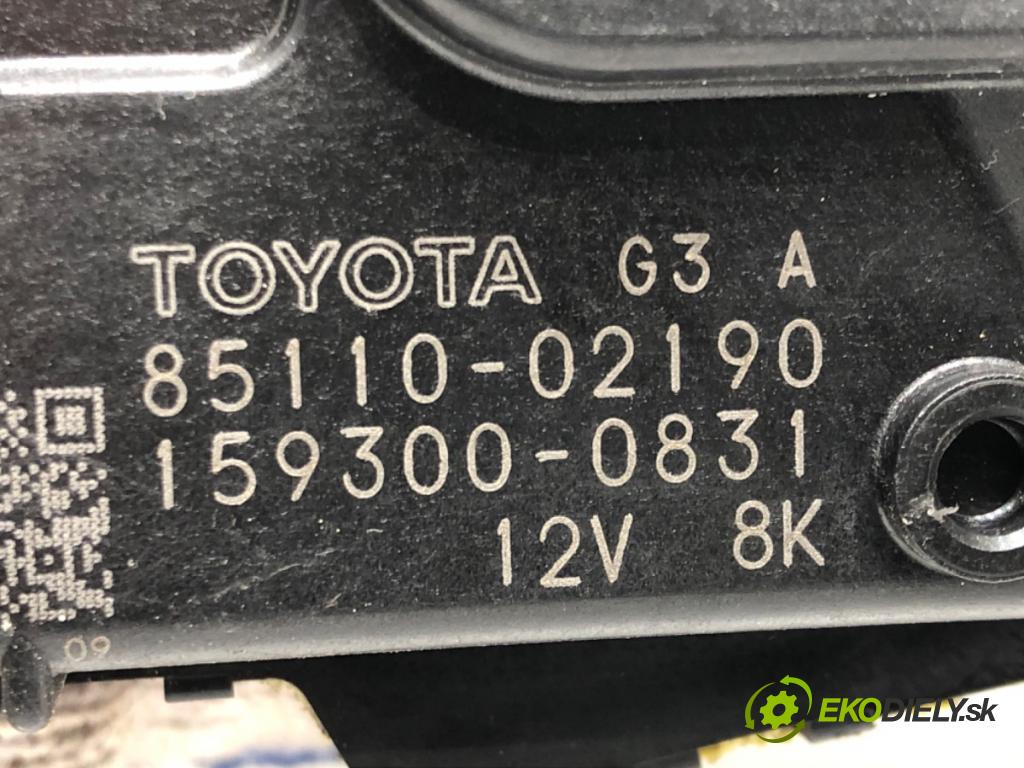 TOYOTA G3 A
85110-02190
159300-0831
12V 8K
09
EKODIELY.sk